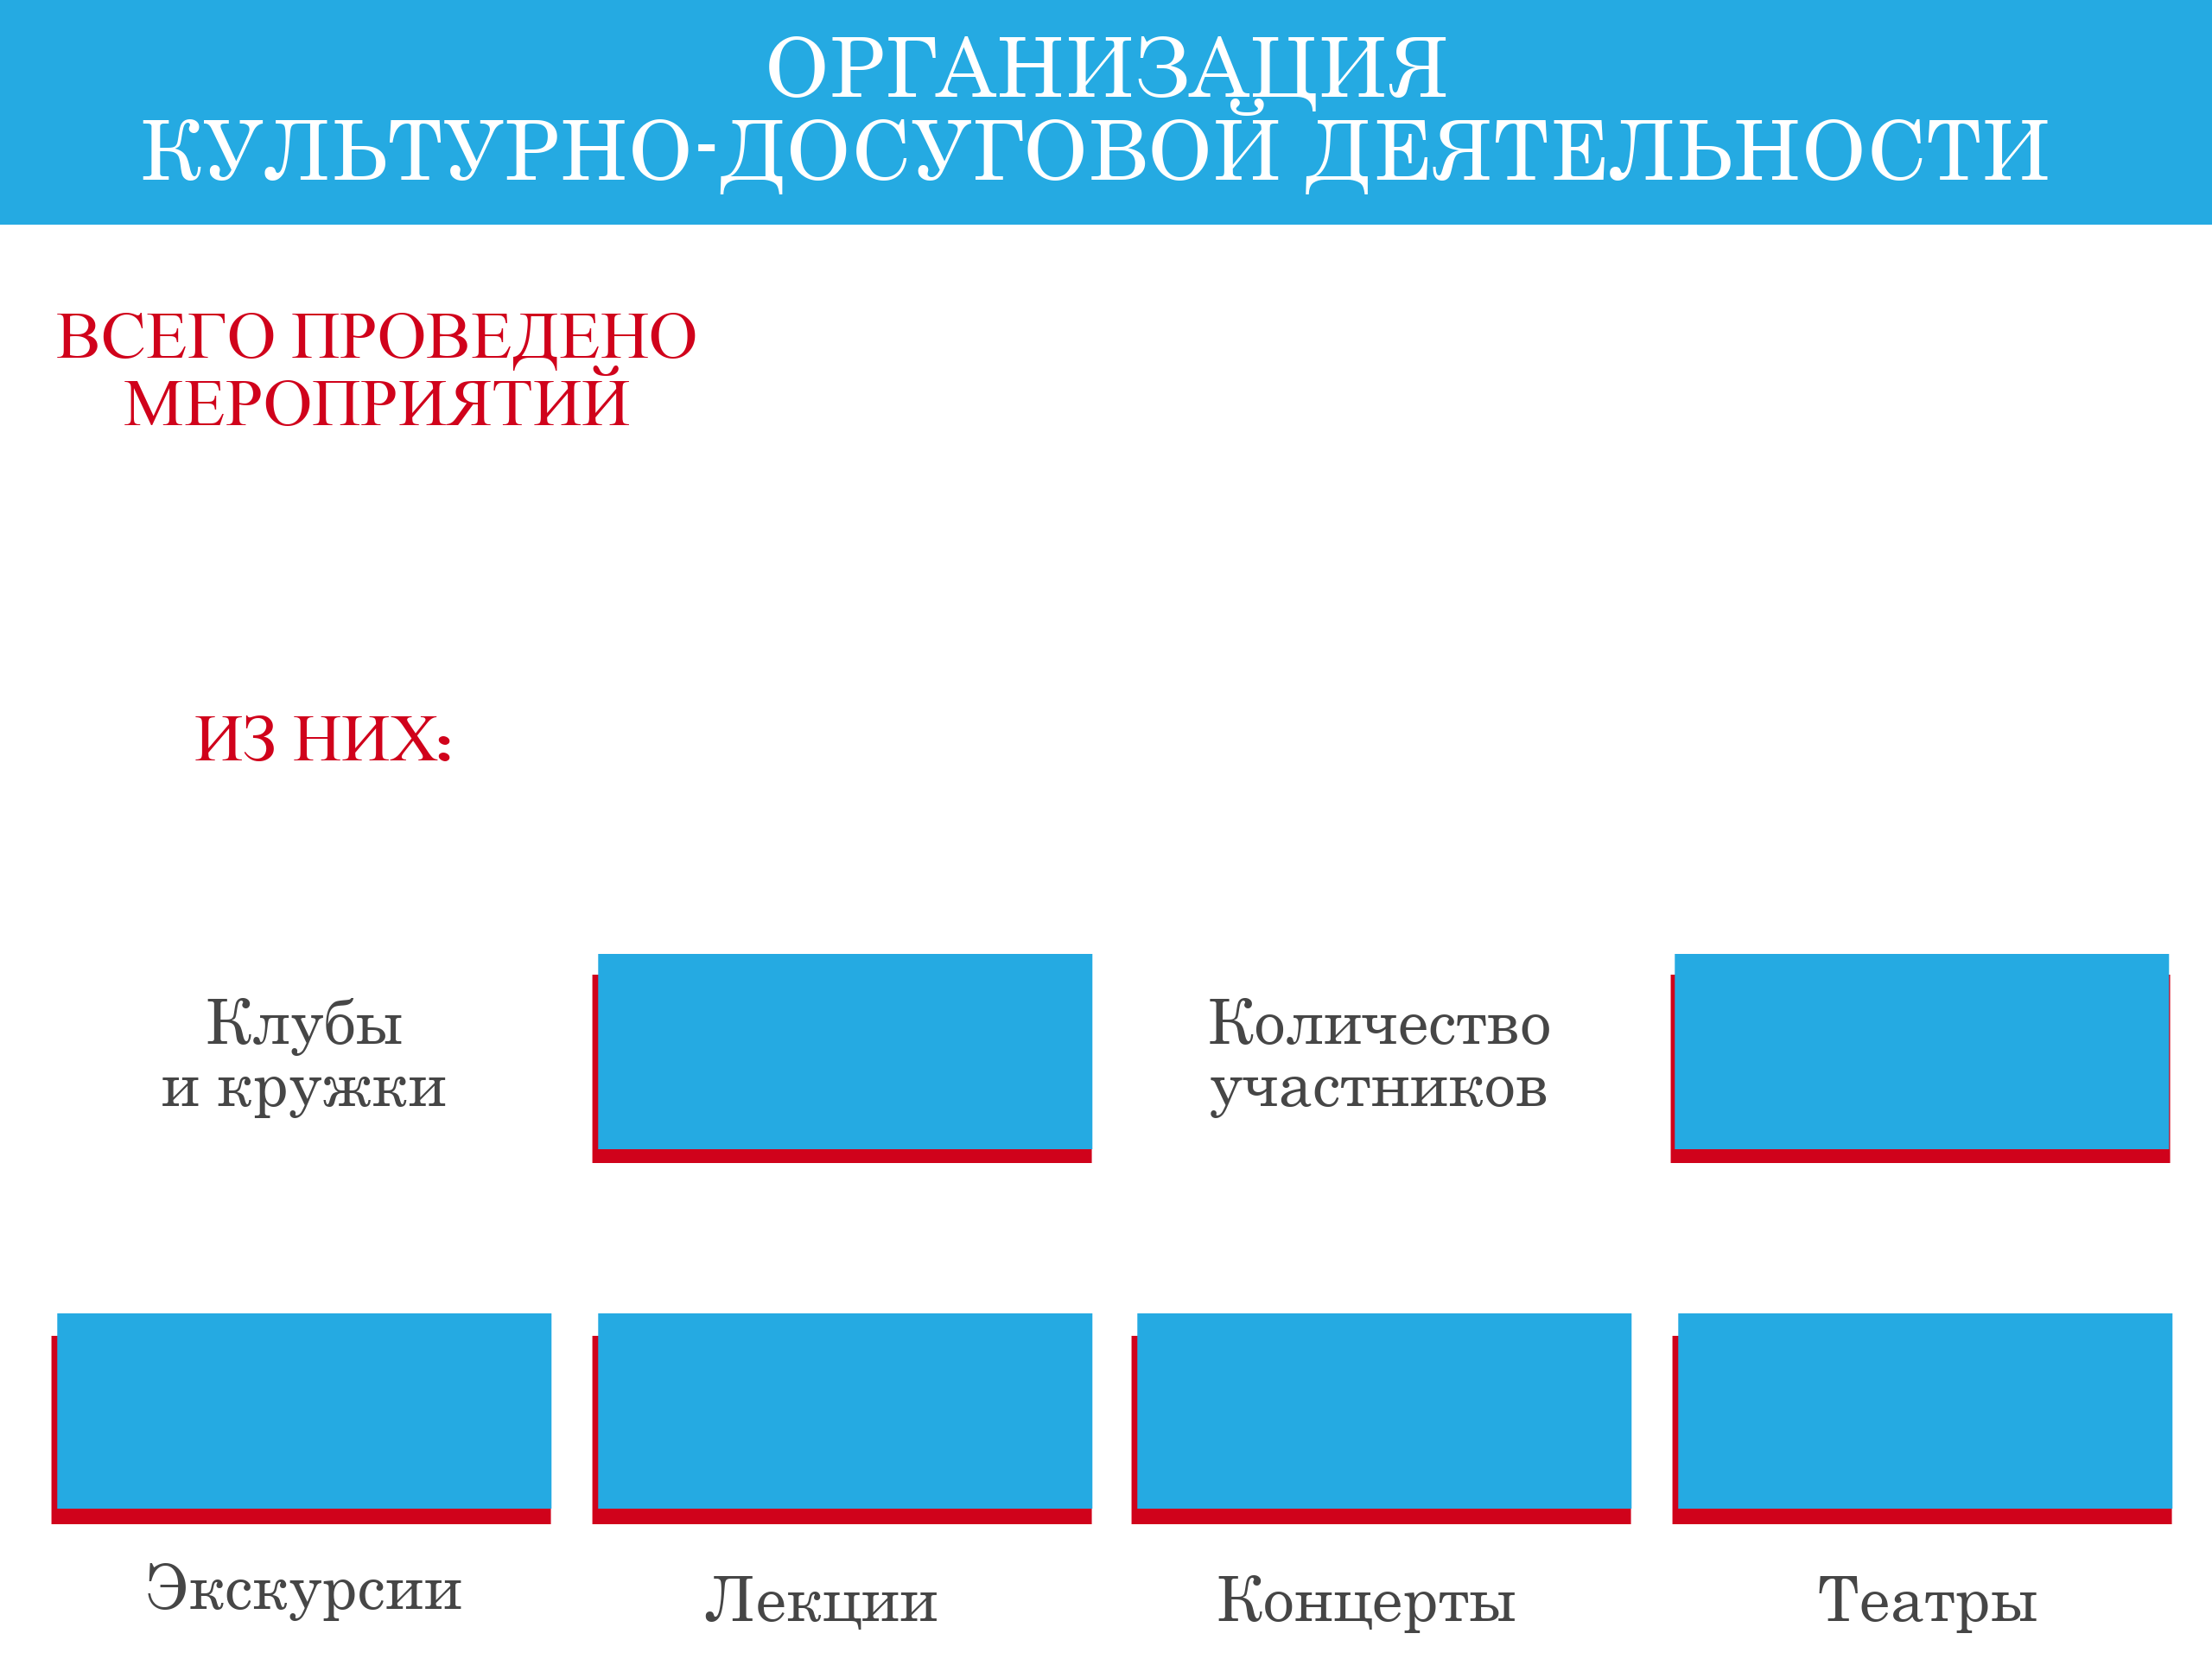 ОРГАНИЗАЦИЯ
КУЛЬТУРНО-ДОСУГОВОЙ ДЕЯТЕЛЬНОСТИ
ВСЕГО ПРОВЕДЕНО
МЕРОПРИЯТИЙ
ИЗ НИХ:
Клубы
и кружки
Количество
участников
Экскурсии
Лекции
Концерты
Театры